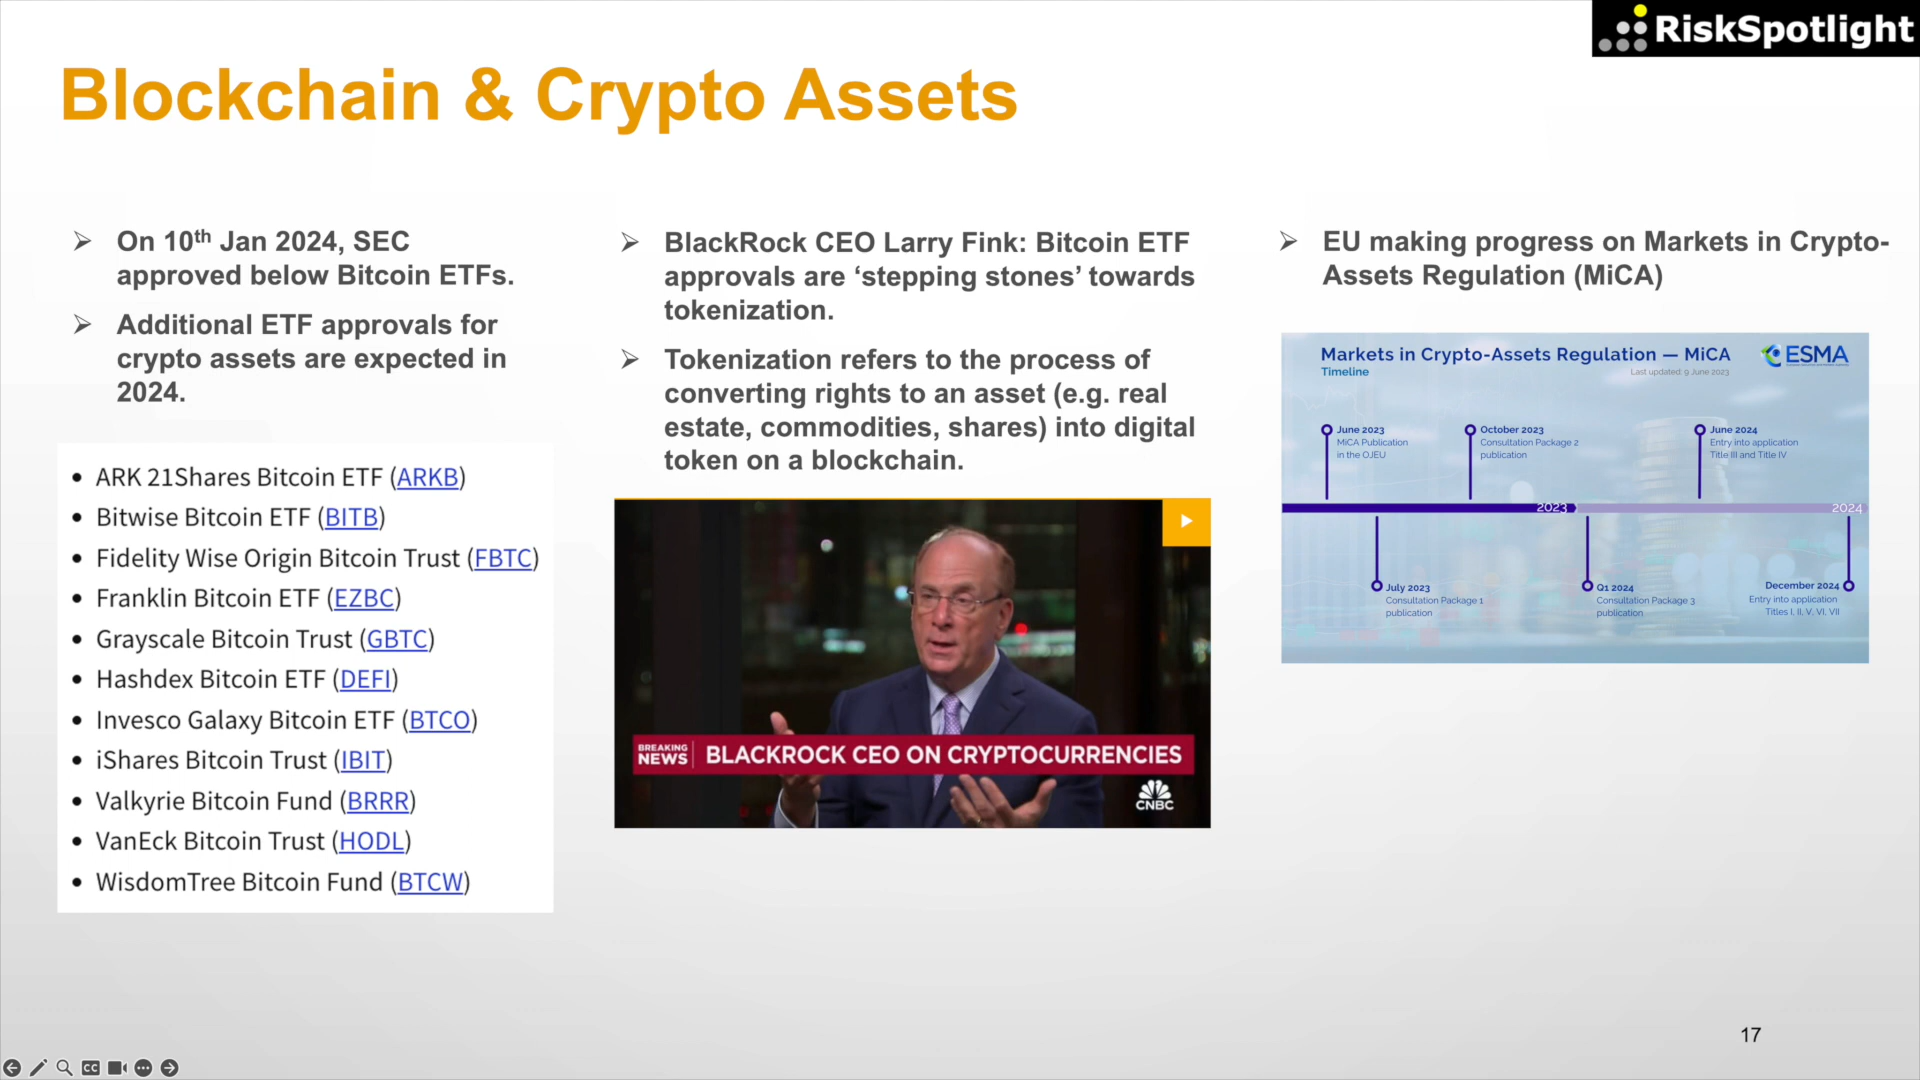 RiskSpotlight
Blockchain & Crypto Assets
➢ On 10th Jan 2024, SEC
approved below Bitcoin ETFs.
➢ Additional ETF approvals for
crypto assets are expected in
2024.
• ARK 21Shares Bitcoin ETF (ARKB)
• Bitwise Bitcoin ETF (BITB)
• Fidelity Wise Origin Bitcoin Trust (FBTC)
• Franklin Bitcoin ETF (EZBC)
• Grayscale Bitcoin Trust (GBTC)
• Hashdex Bitcoin ETF (DEFI)
• Invesco Galaxy Bitcoin ETF (BTCO)
• iShares Bitcoin Trust (IBIT)
• Valkyrie Bitcoin Fund (BRRR)
• VanEck Bitcoin Trust (HODL)
• WisdomTree Bitcoin Fund (BTCW)
➢ BlackRock CEO Larry Fink: Bitcoin ETF
approvals are ‘stepping stones’ towards
tokenization.
➢ Tokenization refers to the process of
converting rights to an asset (e.g. real
estate, commodities, shares) into digital
token on a blockchain.
BREAKING
NEWS
BLACKROCK CEO ON CRYPTOCURRENCIES
CNBC
➢ EU making progress on Markets in Crypto-
Assets Regulation (MiCA)
Markets in Crypto-Assets Regulation — MiCA
ESMA
Timeline
Last updated: 9 June 2023
June 2023
MiCA Publication
in the OJEU
October 2023
Consultation Package 2
publication
June 2024
Entry into application
Title III and Title IV
2023
2024
July 2023
Consultation Package 1
publication
Q1 2024
Consultation Package 3
publication
December 2024
Entry into application
Titles I, II, V, VI, VII
17
CC